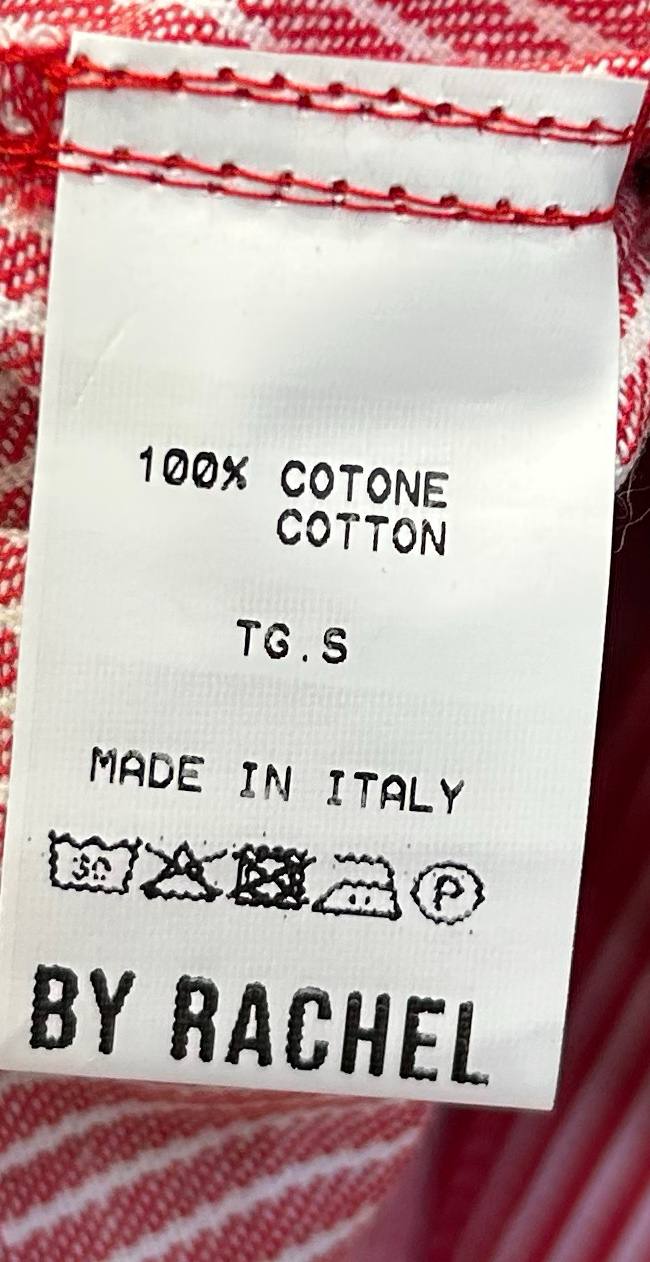 100% COTONE
COTTON
TG.S
MADE IN ITALY
30 P
BY RACHEL